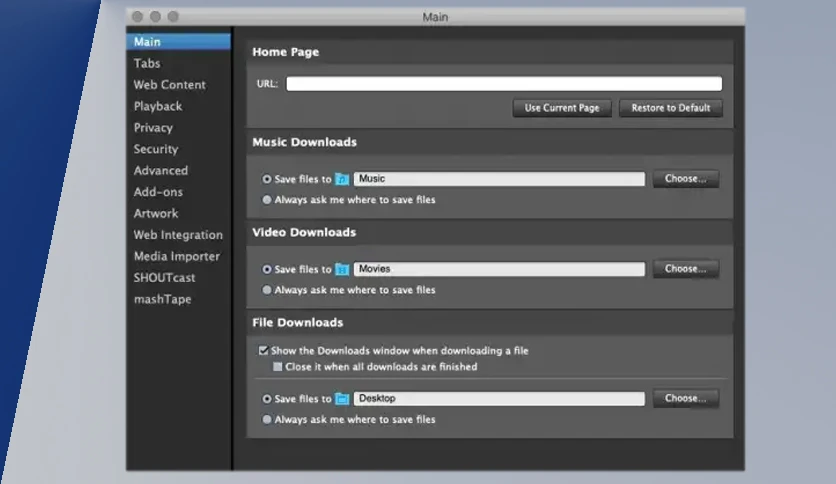 Main
Main
Tabs
Web Content
Playback
Privacy
Security
Advanced
Add-ons
Artwork
Web Integration
Media Importer
SHOUTcast
mashTape
Home Page
URL:
Use Current Page Restore to Default
Music Downloads
Save files to Music Choose...
Always ask me where to save files
Video Downloads
Save files to Movies Choose...
Always ask me where to save files
File Downloads
Show the Downloads window when downloading a file
Close it when all downloads are finished
Save files to Desktop Choose...
Always ask me where to save files